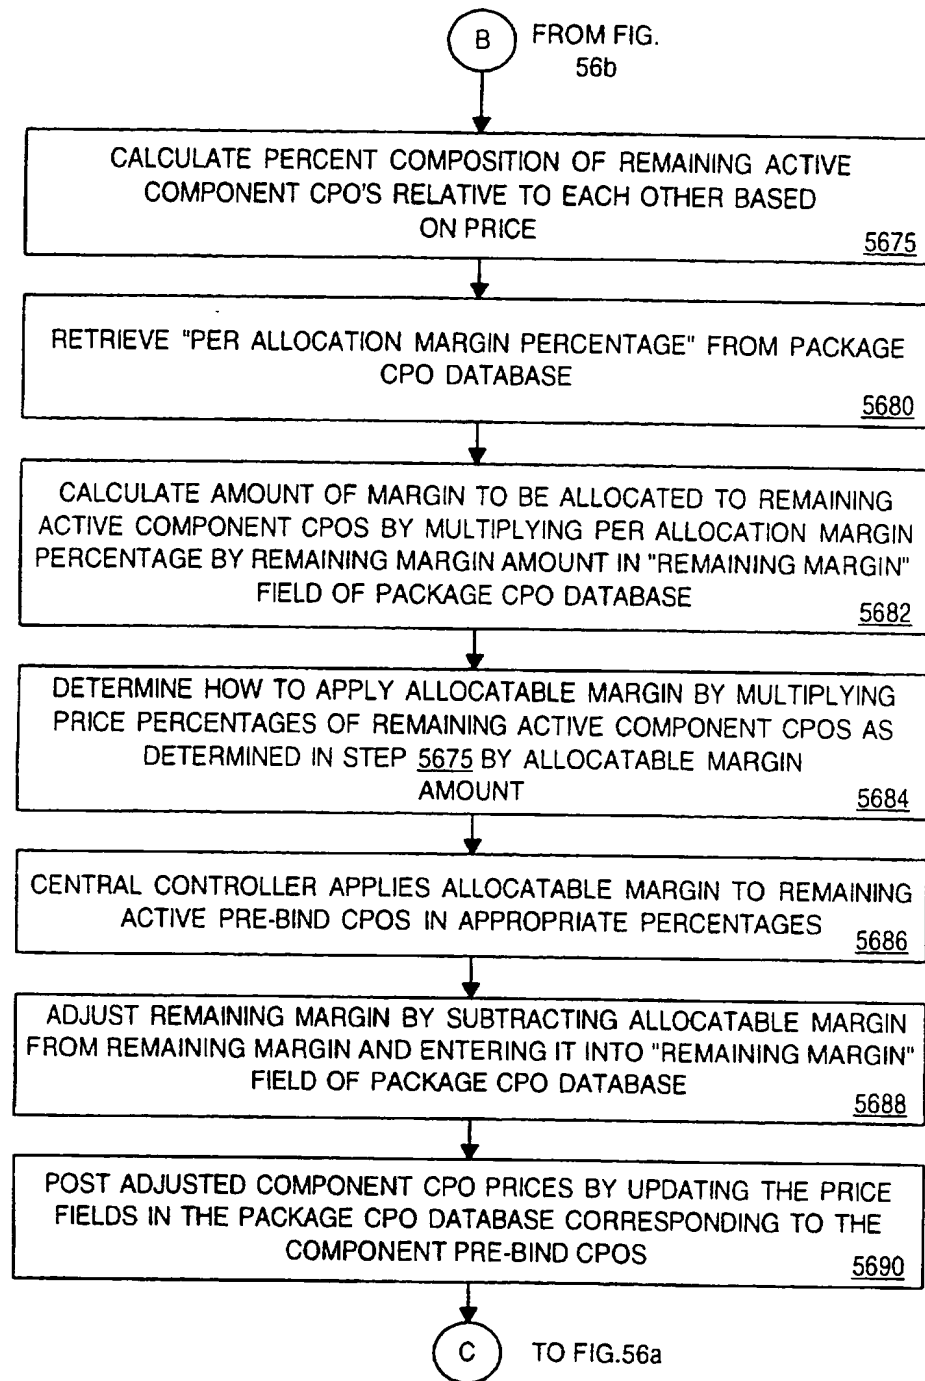 B FROM FIG.
56b
CALCULATE PERCENT COMPOSITION OF REMAINING ACTIVE
COMPONENT CPO'S RELATIVE TO EACH OTHER BASED
ON PRICE
5675
RETRIEVE "PER ALLOCATION MARGIN PERCENTAGE" FROM PACKAGE
CPO DATABASE
5680
CALCULATE AMOUNT OF MARGIN TO BE ALLOCATED TO REMAINING
ACTIVE COMPONENT CPOS BY MULTIPLYING PER ALLOCATION MARGIN
PERCENTAGE BY REMAINING MARGIN AMOUNT IN "REMAINING MARGIN"
FIELD OF PACKAGE CPO DATABASE
5682
DETERMINE HOW TO APPLY ALLOCATABLE MARGIN BY MULTIPLYING
PRICE PERCENTAGES OF REMAINING ACTIVE COMPONENT CPOS AS
DETERMINED IN STEP 5675 BY ALLOCATABLE MARGIN
AMOUNT
5684
CENTRAL CONTROLLER APPLIES ALLOCATABLE MARGIN TO REMAINING
ACTIVE PRE-BIND CPOS IN APPROPRIATE PERCENTAGES
5686
ADJUST REMAINING MARGIN BY SUBTRACTING ALLOCATABLE MARGIN
FROM REMAINING MARGIN AND ENTERING IT INTO "REMAINING MARGIN"
FIELD OF PACKAGE CPO DATABASE
5688
POST ADJUSTED COMPONENT CPO PRICES BY UPDATING THE PRICE
FIELDS IN THE PACKAGE CPO DATABASE CORRESPONDING TO THE
COMPONENT PRE-BIND CPOS
5690
C TO FIG.56a